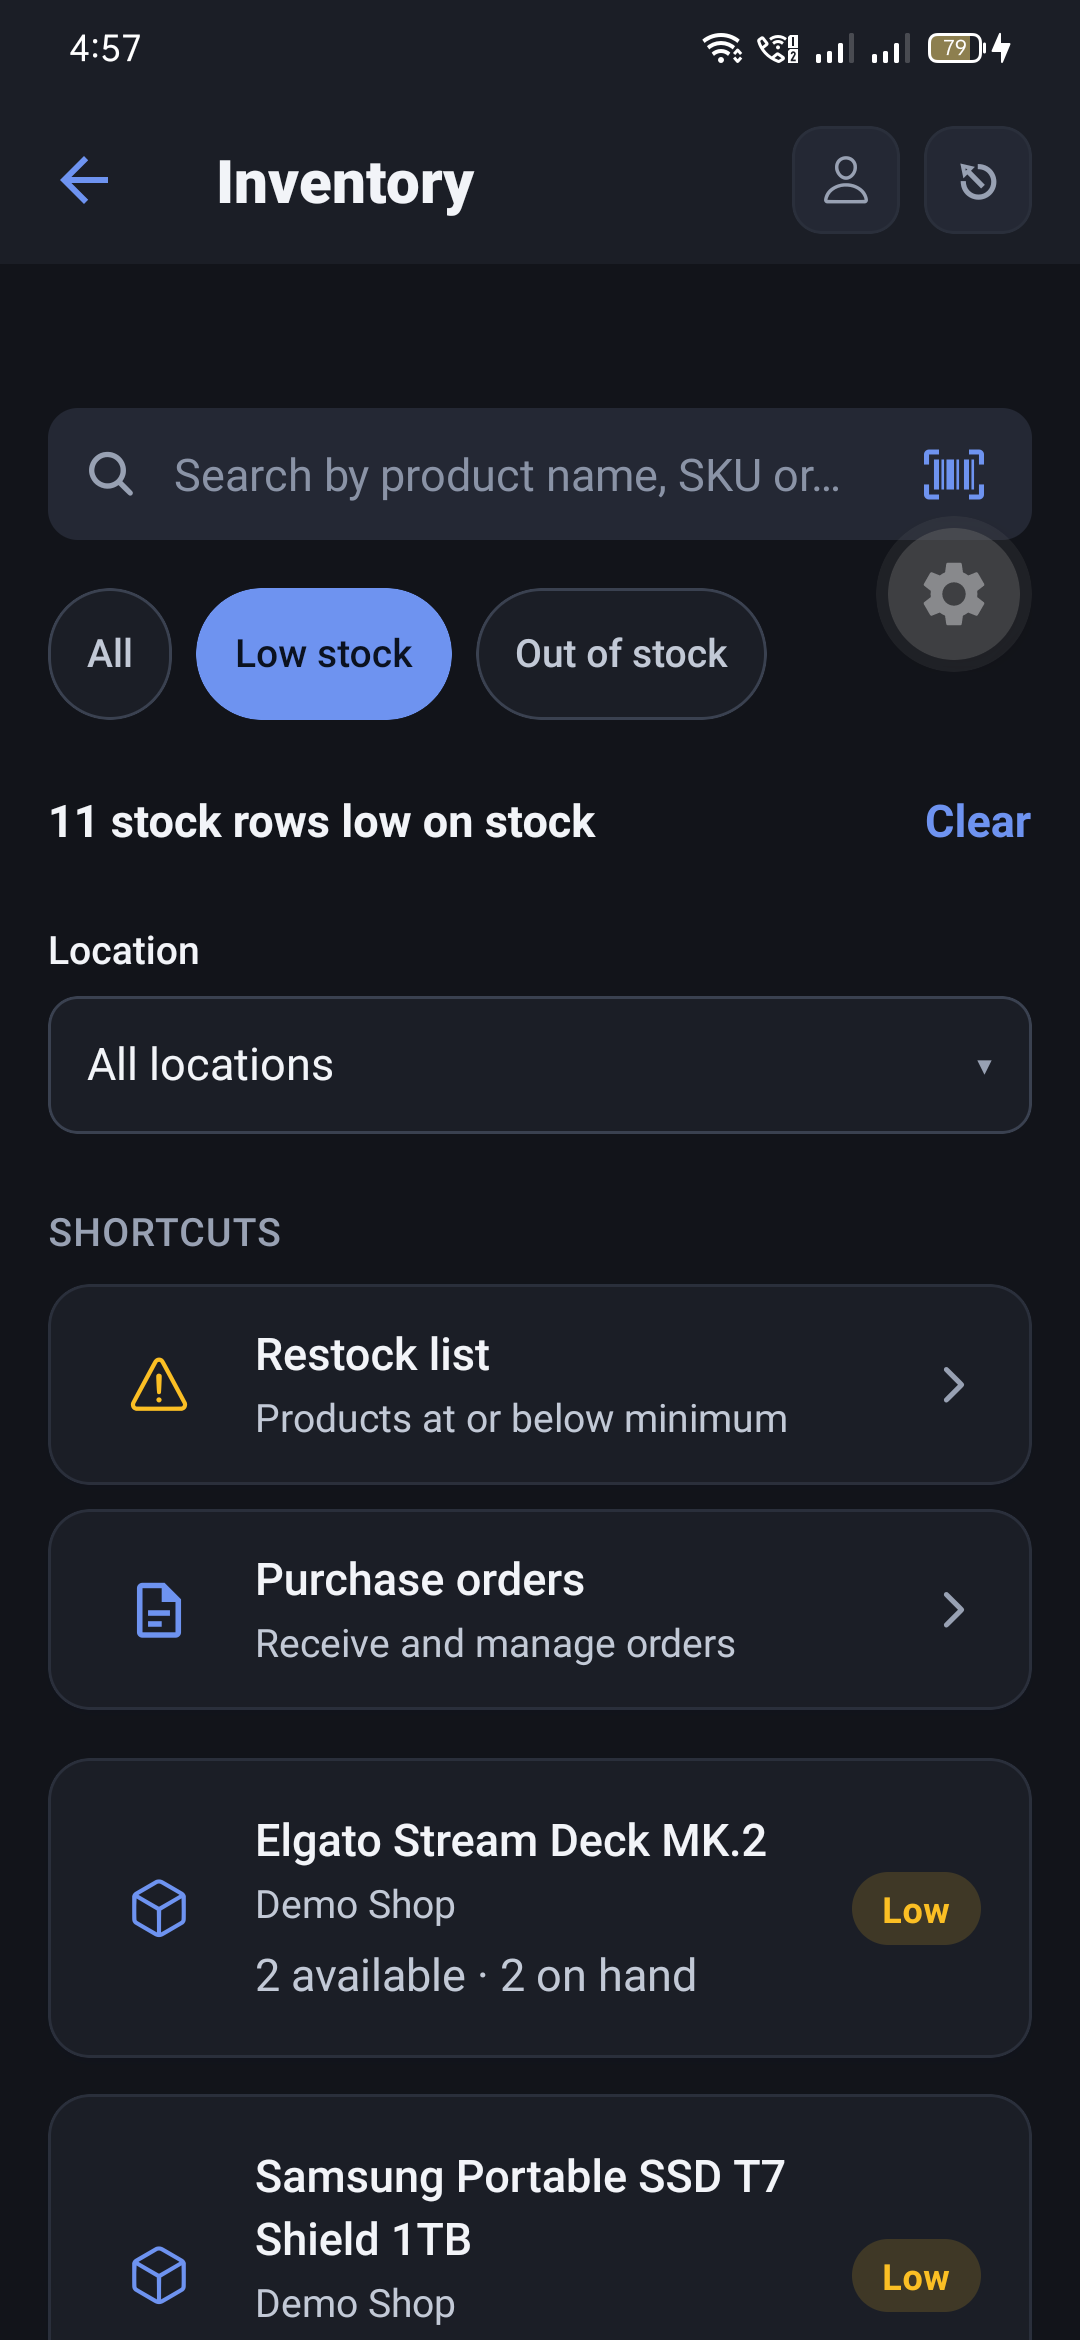 4:57
79
Inventory
Search by product name, SKU or...
All
Low stock
Out of stock
11 stock rows low on stock
Clear
Location
All locations
SHORTCUTS
Restock list
Products at or below minimum
Purchase orders
Receive and manage orders
Elgato Stream Deck MK.2
Demo Shop
Low
2 available · 2 on hand
Samsung Portable SSD T7
Shield 1TB
Low
Demo Shop